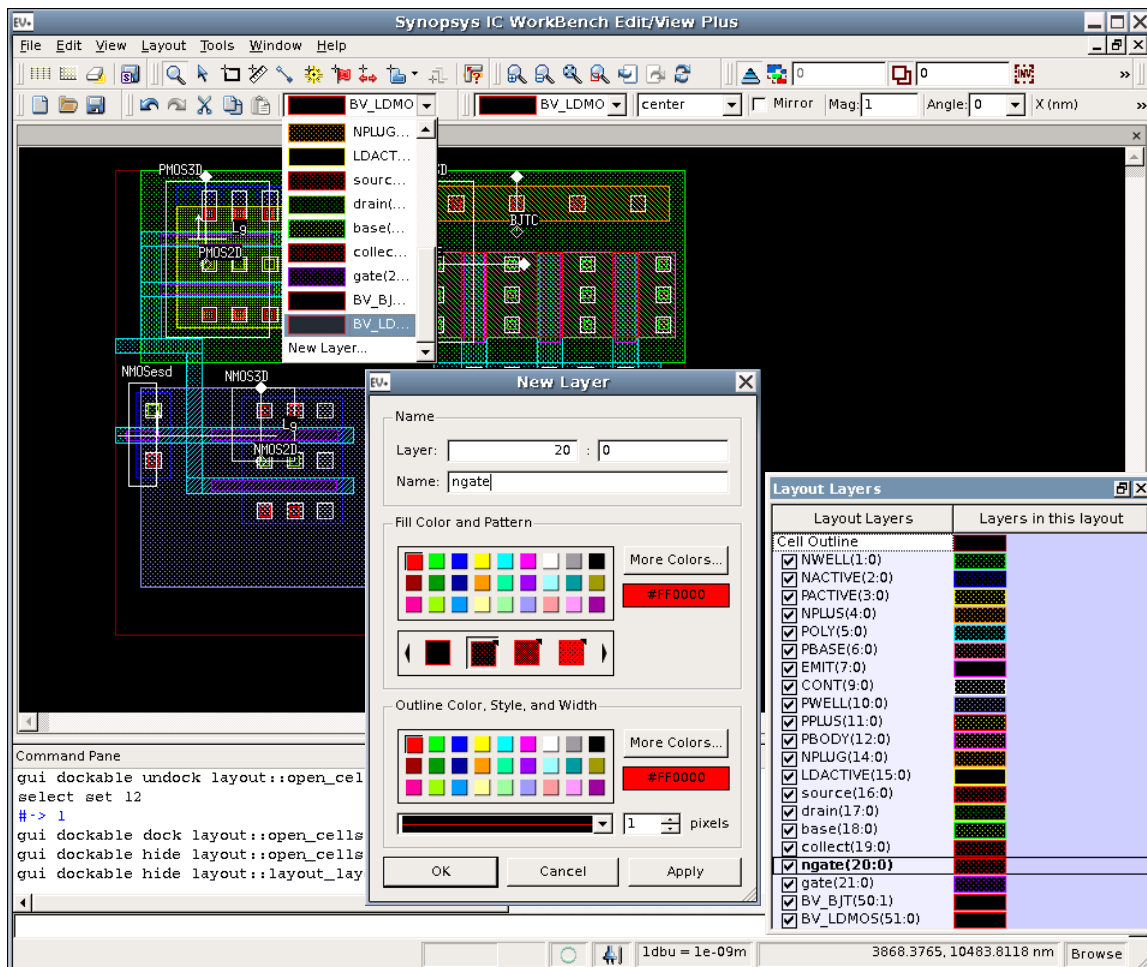 EV+ Synopsys IC WorkBench Edit/View Plus
File Edit View Layout Tools Window Help
0 0 INV »
BV_LDMO BV_LDMO center Mirror Mag: 1 Angle: 0 X (nm) »
NPLUG...
LDACT...
sourc...
drain(...
base(...
collec...
gate(2...
BV_BJ...
BV_LD...
New Layer...
PMOS3D
BJTC
Lg
PMOS2D
NMOSesd
NMOS3D
Lg
NMOS2D
EV+ New Layer
Name
Layer: 20 : 0
Name: ngate
Fill Color and Pattern
More Colors...
#FF0000
Outline Color, Style, and Width
More Colors...
#FF0000
1 pixels
OK Cancel Apply
Layout Layers
Layout Layers Layers in this layout
Cell Outline
NWELL(1:0)
NACTIVE(2:0)
PACTIVE(3:0)
NPLUS(4:0)
POLY(5:0)
PBASE(6:0)
EMIT(7:0)
CONT(9:0)
PWELL(10:0)
PPLUS(11:0)
PBODY(12:0)
NPLUG(14:0)
LDACTIVE(15:0)
source(16:0)
drain(17:0)
base(18:0)
collect(19:0)
ngate(20:0)
gate(21:0)
BV_BJT(50:1)
BV_LDMOS(51:0)
Command Pane
gui dockable undock layout::open_cel
select set 12
#-> 1
gui dockable dock layout::open_cells
gui dockable hide layout::open_cells
gui dockable hide layout::layout_lay
1dbu = 1e-09m 3868.3765, 10483.8118 nm Browse